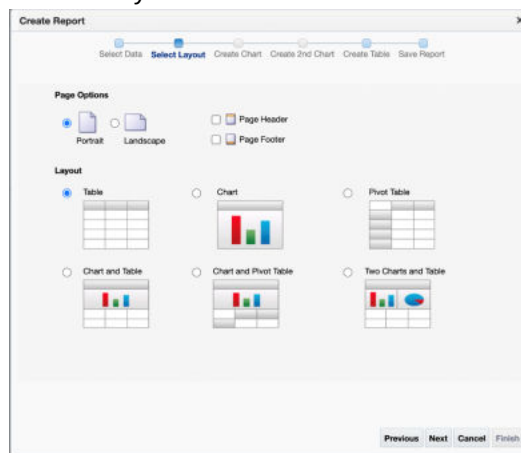 Create Report
Select Data Select Layout Create Chart Create 2nd Chart Create Table Save Report
Page Options
Portrait Landscape
Page Header
Page Footer
Layout
Table Chart Pivot Table
Chart and Table Chart and Pivot Table Two Charts and Table
Previous Next Cancel Finish